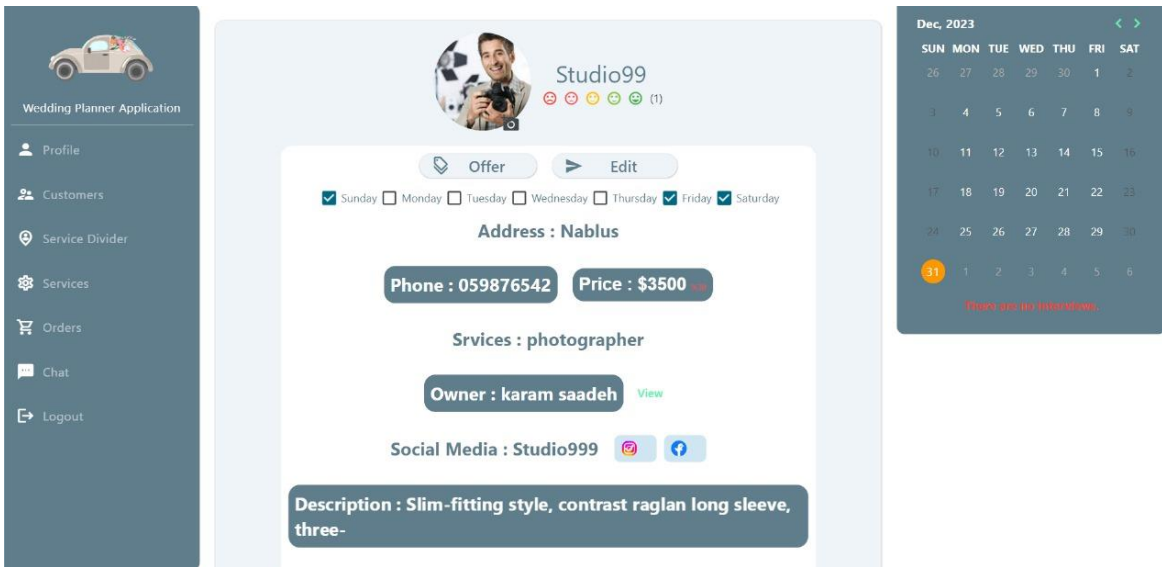 Wedding Planner Application
Profile
Customers
Service Divider
Services
Orders
Chat
Logout
Studio99
(1)
Offer
Edit
Sunday Monday Tuesday Wednesday Thursday Friday Saturday
Address : Nablus
Phone : 059876542
Price : $3500
Srvices : photographer
Owner : karam saadeh
View
Social Media : Studio999
Description : Slim-fitting style, contrast raglan long sleeve,
three-
Dec, 2023
SUN MON TUE WED THU FRI SAT
26 27 28 29 30 1 2
3 4 5 6 7 8 9
10 11 12 13 14 15 16
17 18 19 20 21 22 23
24 25 26 27 28 29 30
31 1 2 3 4 5 6
There are no interviews.